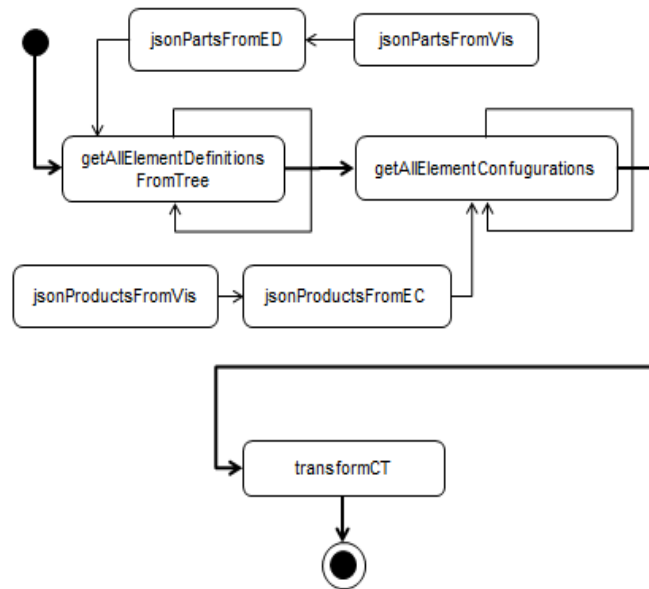 jsonPartsFromED
jsonPartsFromVis
getAllElementDefinitions
FromTree
getAllElementConfugurations
jsonProductsFromVis
jsonProductsFromEC
transformCT